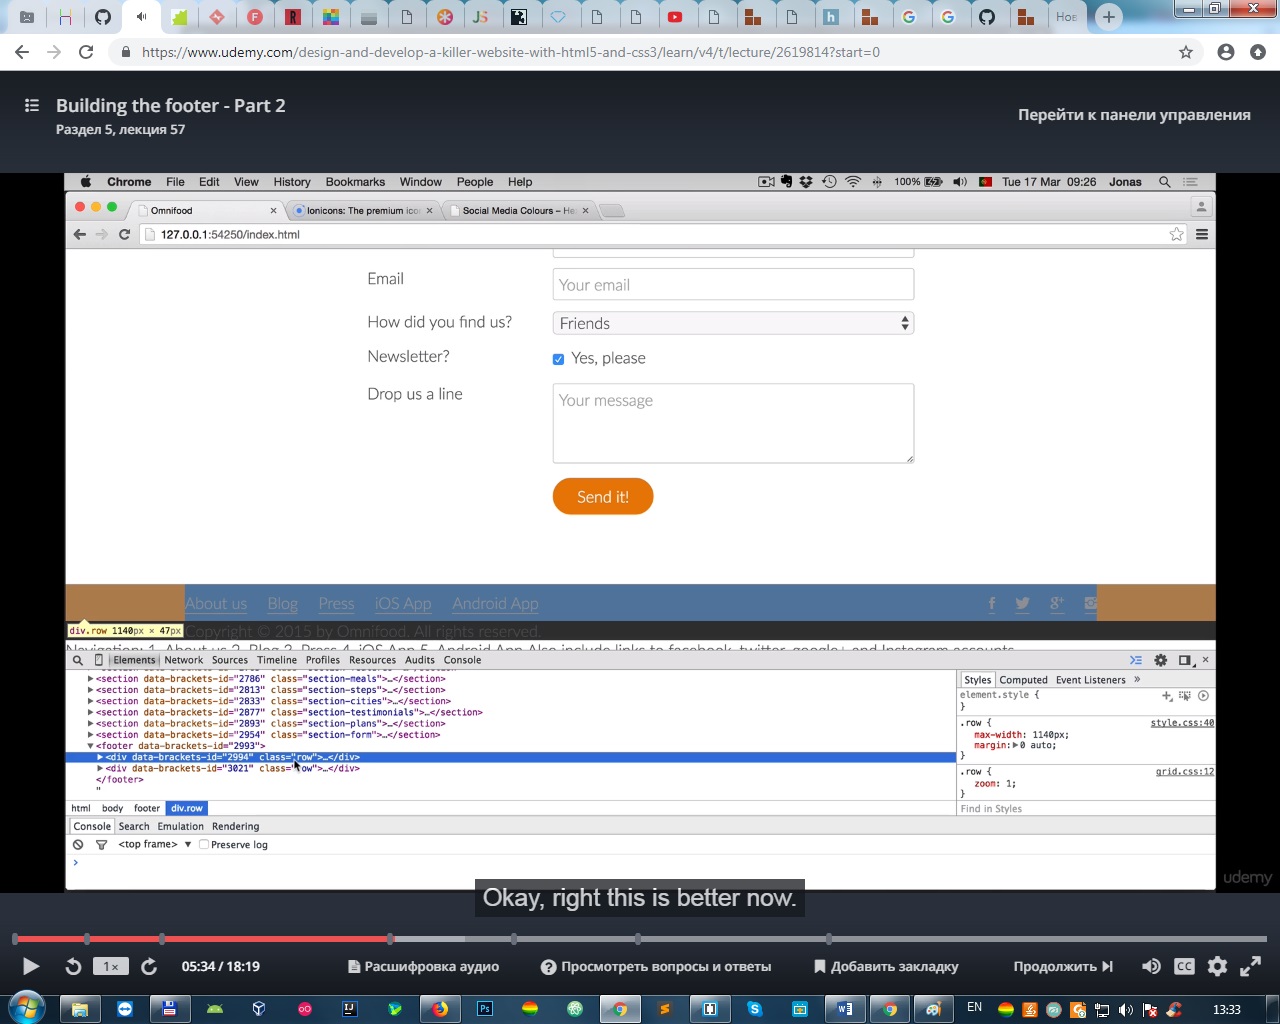 Нов
https://www.udemy.com/design-and-develop-a-killer-website-with-html5-and-css3/learn/v4/t/lecture/2619814?start=0
Building the footer - Part 2
Раздел 5, лекция 57
Перейти к панели управления
Chrome File Edit View History Bookmarks Window People Help
100% Tue 17 Mar 09:26 Jonas
Omnifood
Ionicons: The premium ico
Social Media Colours – He
127.0.0.1:54250/index.html
Email
Your email
How did you find us?
Friends
Newsletter?
Yes, please
Drop us a line
Your message
Send it!
About us Blog Press iOS App Android App
div.row 1140px × 47px
Copyright © 2015 by Omnifood. All rights reserved.
Navigation: 1. About us 2. Blog 3. Press 4. iOS App 5. Android App Also include links to facebook, twitter, google+ and Instagram accounts
Elements Network Sources Timeline Profiles Resources Audits Console
<section data-brackets-id="2786" class="section-meals">…</section>
<section data-brackets-id="2813" class="section-steps">…</section>
<section data-brackets-id="2833" class="section-cities">…</section>
<section data-brackets-id="2877" class="section-testimonials">…</section>
<section data-brackets-id="2893" class="section-plans">…</section>
<section data-brackets-id="2954" class="section-form">…</section>
<footer data-brackets-id="2993">
<div data-brackets-id="2994" class="row">…</div>
<div data-brackets-id="3021" class="row">…</div>
</footer>
"
html body footer div.row
Styles Computed Event Listeners »
element.style {
}
.row { style.css:40
max-width: 1140px;
margin: 0 auto;
}
.row { grid.css:12
zoom: 1;
}
Find in Styles
Console Search Emulation Rendering
<top frame> ▼ Preserve log
>
udemy
Okay, right this is better now.
1×
05:34 / 18:19
Расшифровка аудио
Просмотреть вопросы и ответы
Добавить закладку
Продолжить
CC
EN
13:33